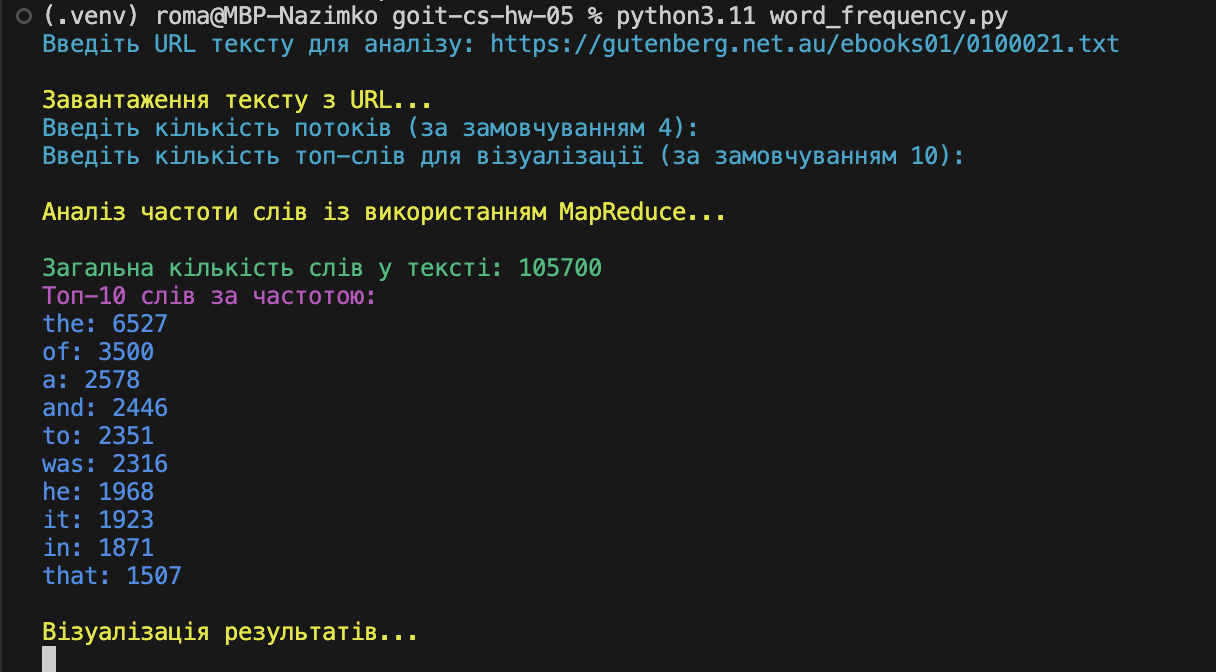 (.venv) roma@MBP-Nazimko goit-cs-hw-05 % python3.11 word_frequency.py
Введіть URL тексту для аналізу: https://gutenberg.net.au/ebooks01/0100021.txt
Завантаження тексту з URL...
Введіть кількість потоків (за замовчуванням 4):
Введіть кількість топ-слів для візуалізації (за замовчуванням 10):
Аналіз частоти слів із використанням MapReduce...
Загальна кількість слів у тексті: 105700
Топ-10 слів за частотою:
the: 6527
of: 3500
a: 2578
and: 2446
to: 2351
was: 2316
he: 1968
it: 1923
in: 1871
that: 1507
Візуалізація результатів...